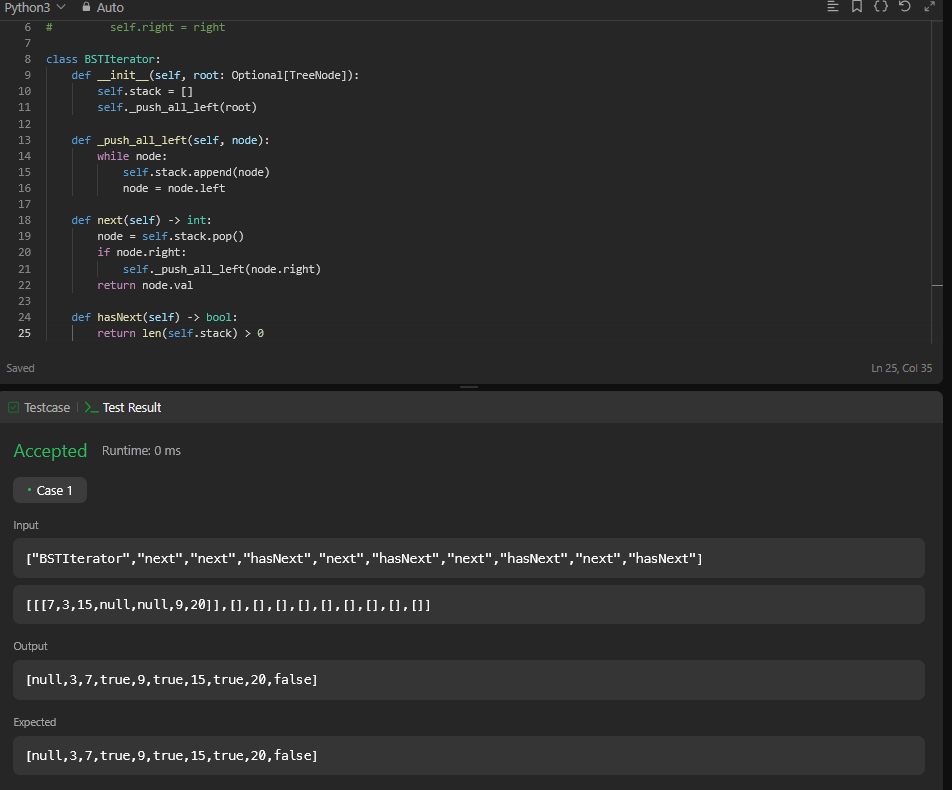 Python3 Auto
6 #         self.right = right
7
8 class BSTIterator:
9     def __init__(self, root: Optional[TreeNode]):
10         self.stack = []
11         self._push_all_left(root)
12
13     def _push_all_left(self, node):
14         while node:
15             self.stack.append(node)
16             node = node.left
17
18     def next(self) -> int:
19         node = self.stack.pop()
20         if node.right:
21             self._push_all_left(node.right)
22         return node.val
23
24     def hasNext(self) -> bool:
25         return len(self.stack) > 0
Saved Ln 25, Col 35
Testcase | >_ Test Result
Accepted Runtime: 0 ms
• Case 1
Input
["BSTIterator","next","next","hasNext","next","hasNext","next","hasNext","next","hasNext"]
[[[7,3,15,null,null,9,20]],[],[],[],[],[],[],[],[],[]]
Output
[null,3,7,true,9,true,15,true,20,false]
Expected
[null,3,7,true,9,true,15,true,20,false]